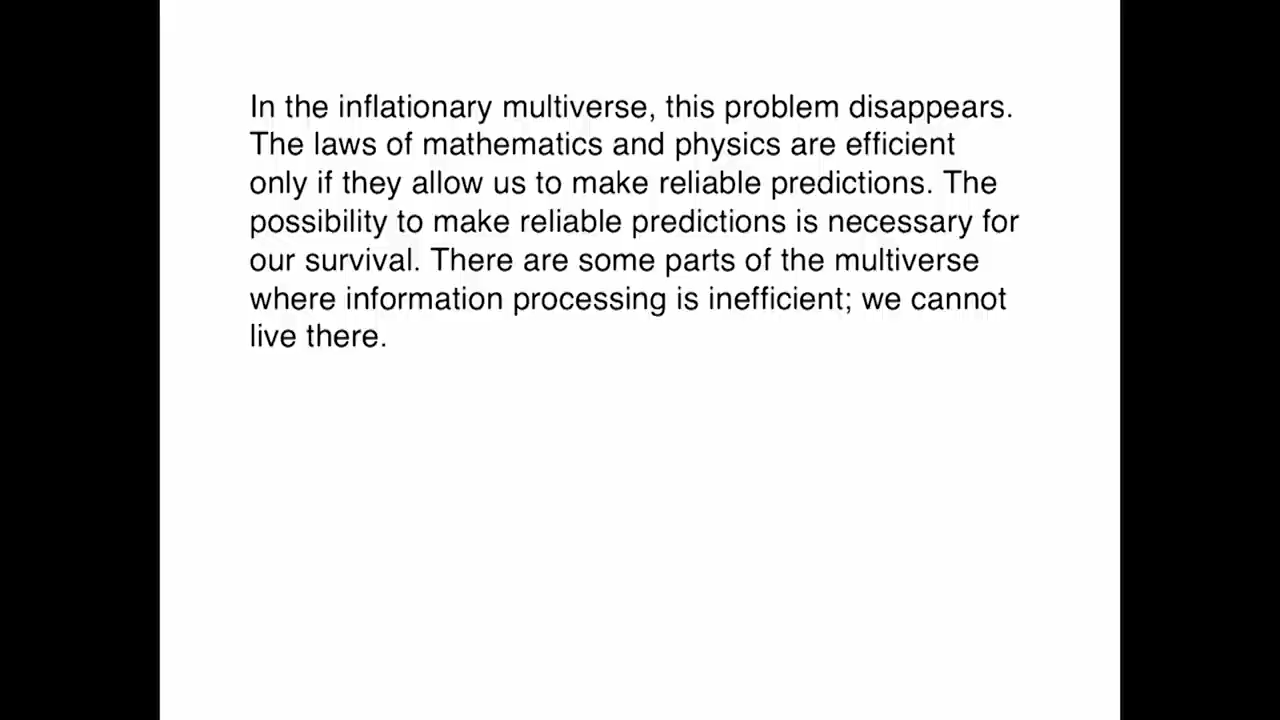 In the inflationary multiverse, this problem disappears.
The laws of mathematics and physics are efficient
only if they allow us to make reliable predictions. The
possibility to make reliable predictions is necessary for
our survival. There are some parts of the multiverse
where information processing is inefficient; we cannot
live there.